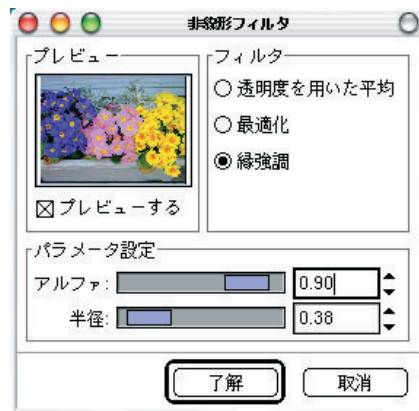 非線形フィルタ
プレビュー
プレビューする
フィルタ
透明度を用いた平均
最適化
縁強調
パラメータ設定
アルファ: 0.90
半径: 0.38
了解
取消